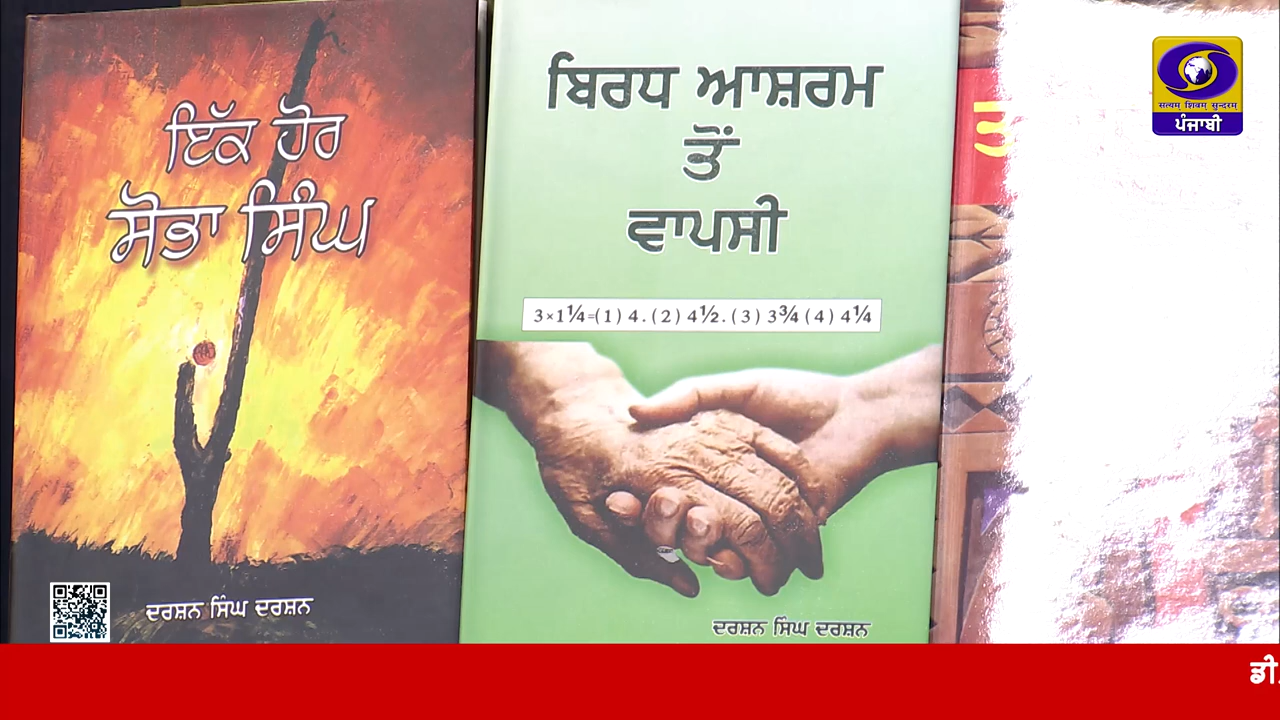 ਇੱਕ ਹੋਰ
ਸੋਭਾ ਸਿੰਘ
ਦਰਸ਼ਨ ਸਿੰਘ ਦਰਸ਼ਨ
ਬਿਰਧ ਆਸ਼ਰਮ
ਤੋਂ
ਵਾਪਸੀ
3×1¼=(1) 4.(2) 4½.(3) 3¾ (4) 4¼
ਦਰਸ਼ਨ ਸਿੰਘ ਦਰਸ਼ਨ
सत्यम् शिवम् सुन्दरम्
ਪੰਜਾਬੀ
ਡੀ.